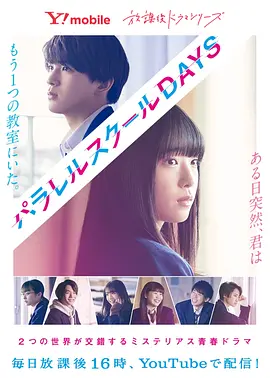 Y! mobile 放課後ドラマシリーズ
ある日突然、君は
もう1つの教室にいた。
パラレルスクールDAYS
2つの世界が交錯するミステリアス青春ドラマ
毎日放課後16時、YouTubeで配信!